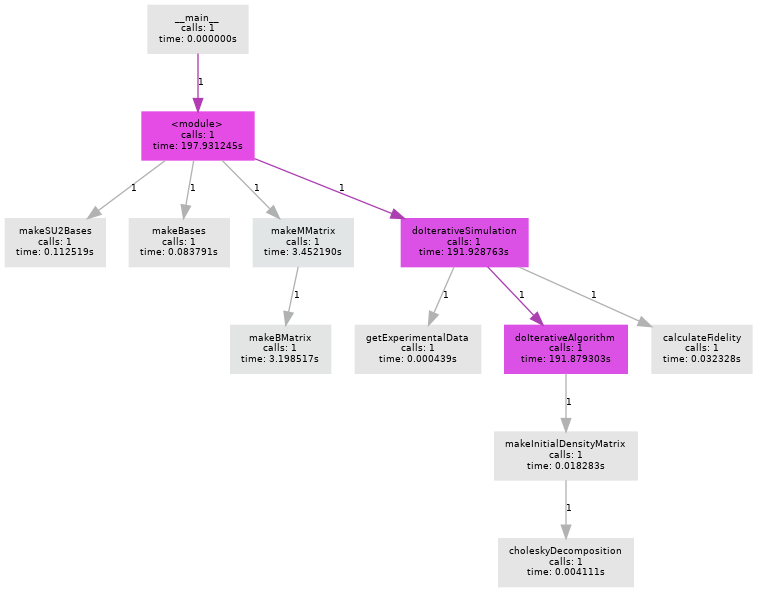 __main__
calls: 1
time: 0.000000s
1
<module>
calls: 1
time: 197.931245s
1
1
1
1
makeSU2Bases
calls: 1
time: 0.112519s
makeBases
calls: 1
time: 0.083791s
makeMMatrix
calls: 1
time: 3.452190s
doIterativeSimulation
calls: 1
time: 191.928763s
1
1
1
1
makeBMatrix
calls: 1
time: 3.198517s
getExperimentalData
calls: 1
time: 0.000439s
doIterativeAlgorithm
calls: 1
time: 191.879303s
calculateFidelity
calls: 1
time: 0.032328s
1
makeInitialDensityMatrix
calls: 1
time: 0.018283s
1
choleskyDecomposition
calls: 1
time: 0.004111s